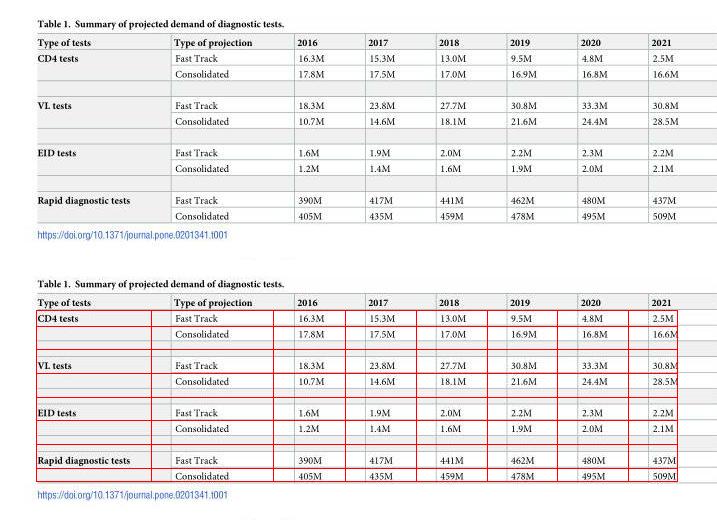 Table 1. Summary of projected demand of diagnostic tests.
Type of tests Type of projection 2016 2017 2018 2019 2020 2021
CD4 tests Fast Track 16.3M 15.3M 13.0M 9.5M 4.8M 2.5M
Consolidated 17.8M 17.5M 17.0M 16.9M 16.8M 16.6M
VL tests Fast Track 18.3M 23.8M 27.7M 30.8M 33.3M 30.8M
Consolidated 10.7M 14.6M 18.1M 21.6M 24.4M 28.5M
EID tests Fast Track 1.6M 1.9M 2.0M 2.2M 2.3M 2.2M
Consolidated 1.2M 1.4M 1.6M 1.9M 2.0M 2.1M
Rapid diagnostic tests Fast Track 390M 417M 441M 462M 480M 437M
Consolidated 405M 435M 459M 478M 495M 509M
https://doi.org/10.1371/journal.pone.0201341.t001
Table 1. Summary of projected demand of diagnostic tests.
Type of tests Type of projection 2016 2017 2018 2019 2020 2021
CD4 tests Fast Track 16.3M 15.3M 13.0M 9.5M 4.8M 2.5M
Consolidated 17.8M 17.5M 17.0M 16.9M 16.8M 16.6M
VL tests Fast Track 18.3M 23.8M 27.7M 30.8M 33.3M 30.8M
Consolidated 10.7M 14.6M 18.1M 21.6M 24.4M 28.5M
EID tests Fast Track 1.6M 1.9M 2.0M 2.2M 2.3M 2.2M
Consolidated 1.2M 1.4M 1.6M 1.9M 2.0M 2.1M
Rapid diagnostic tests Fast Track 390M 417M 441M 462M 480M 437M
Consolidated 405M 435M 459M 478M 495M 509M
https://doi.org/10.1371/journal.pone.0201341.t001